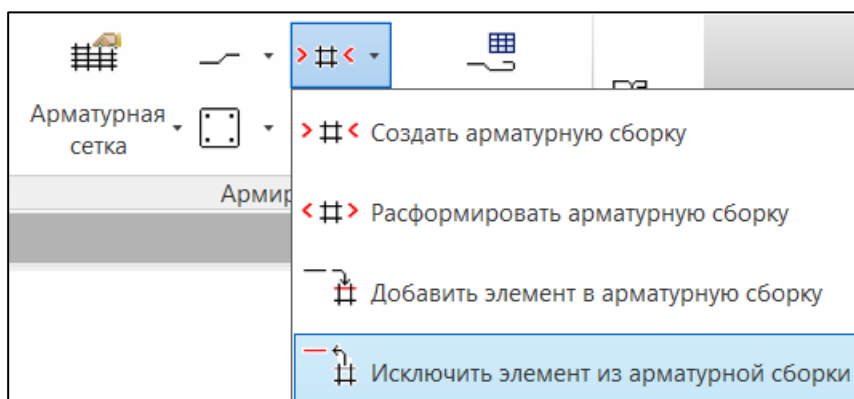 Арматурная
сетка
Армир
Создать арматурную сборку
Расформировать арматурную сборку
Добавить элемент в арматурную сборку
Исключить элемент из арматурной сборки